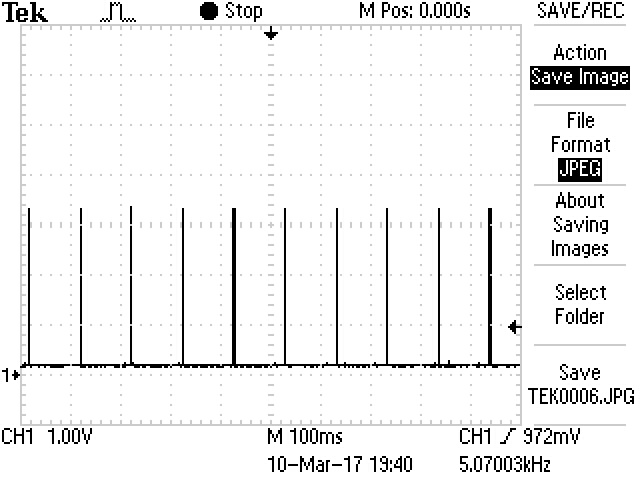 Tek Stop M Pos: 0.000s SAVE/REC
Action
Save Image
File
Format
JPEG
About
Saving
Images
Select
Folder
Save
TEK0006.JPG
1
CH1 1.00V M 100ms CH1 972mV
10-Mar-17 19:40 5.07003kHz